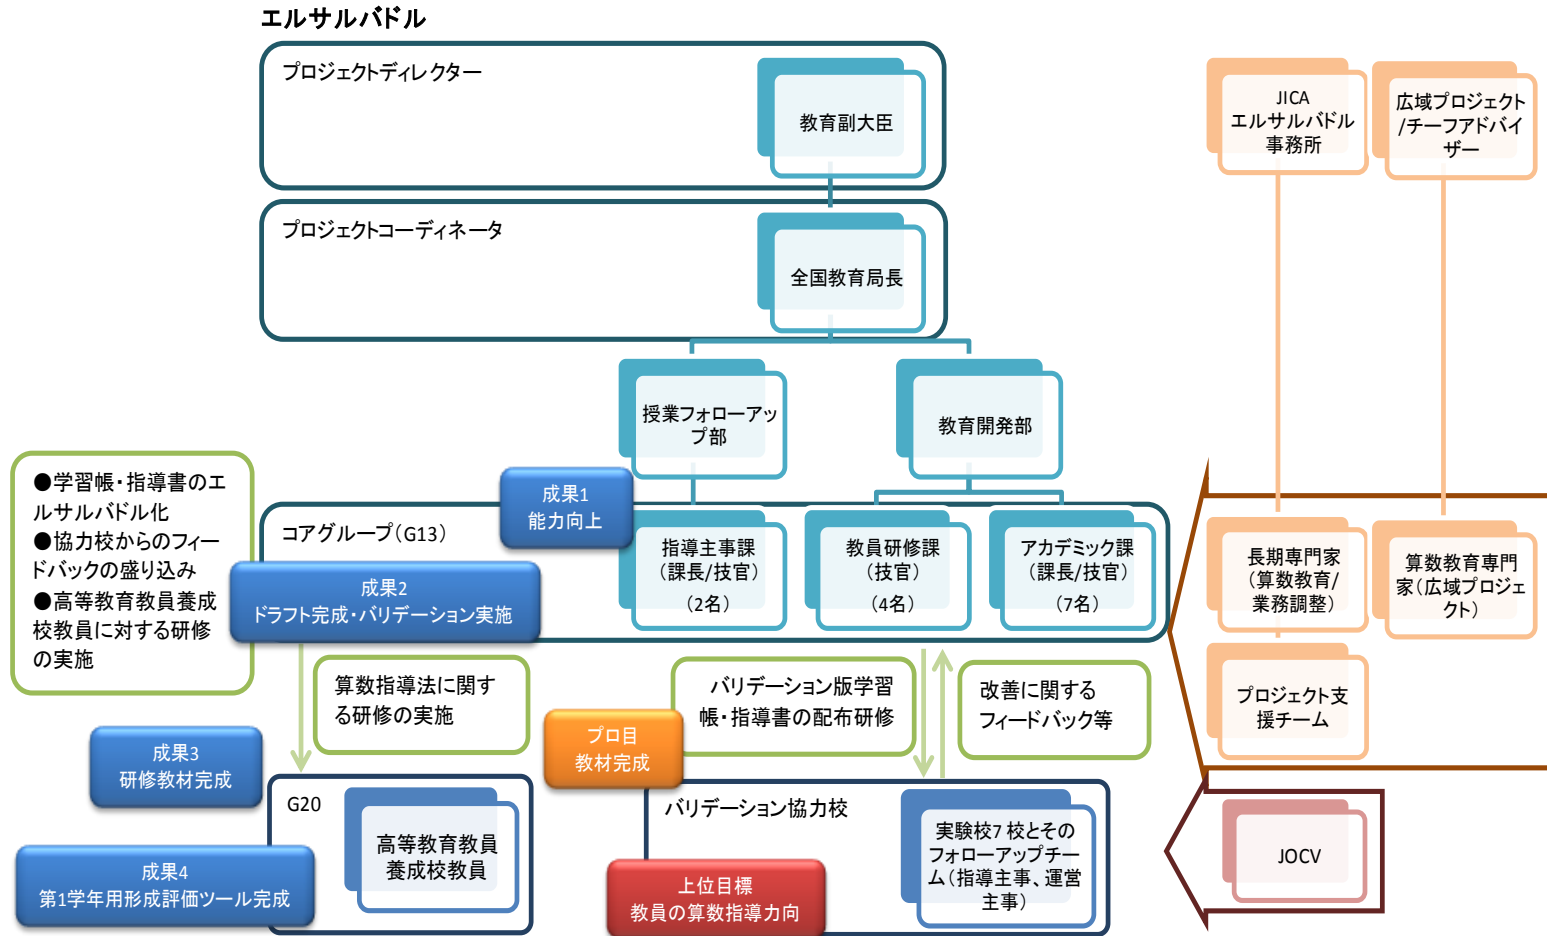 エルサルバドル
プロジェクトディレクター
教育副大臣
JICA
エルサルバドル
事務所
広域プロジェクト
/チーフアドバイ
ザー
プロジェクトコーディネータ
全国教育局長
授業フォローアッ
プ部
教育開発部
●学習帳・指導書のエ
ルサルバドル化
●協力校からのフィー
ドバックの盛り込み
●高等教育教員養成
校教員に対する研修
の実施
成果1
能力向上
コアグループ(G13)
成果2
ドラフト完成・バリデーション実施
指導主事課
(課長/技官)
(2名)
教員研修課
(技官)
(4名)
アカデミック課
(課長/技官)
(7名)
長期専門家
(算数教育/
業務調整)
算数教育専門
家(広域プロジェ
クト)
プロジェクト支
援チーム
算数指導法に関す
る研修の実施
バリデーション版学習
帳・指導書の配布研修
改善に関する
フィードバック等
成果3
研修教材完成
プロ目
教材完成
G20
高等教育教員
養成校教員
バリデーション協力校
実験校7 校とその
フォローアップチー
ム(指導主事、運営
主事)
JOCV
成果4
第1学年用形成評価ツール完成
上位目標
教員の算数指導力向